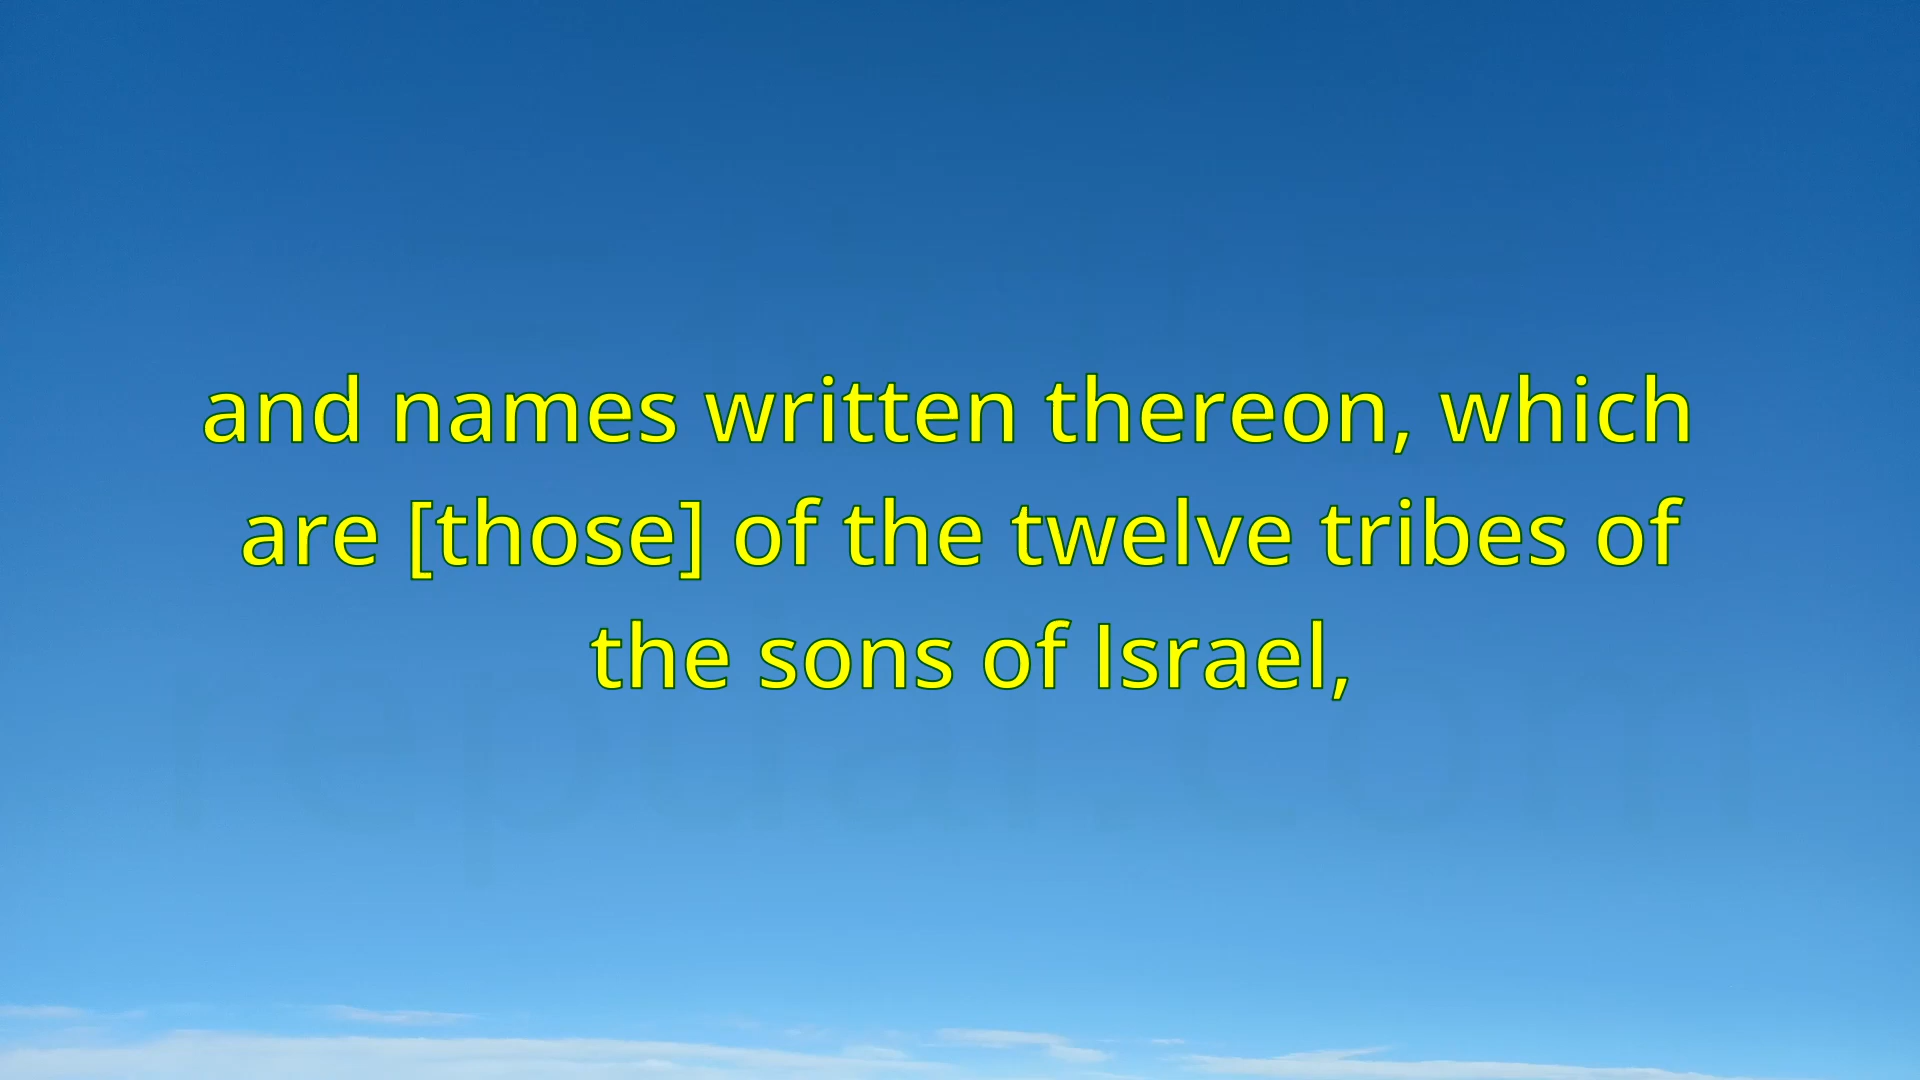 and names written thereon, which
are [those] of the twelve tribes of
the sons of Israel,